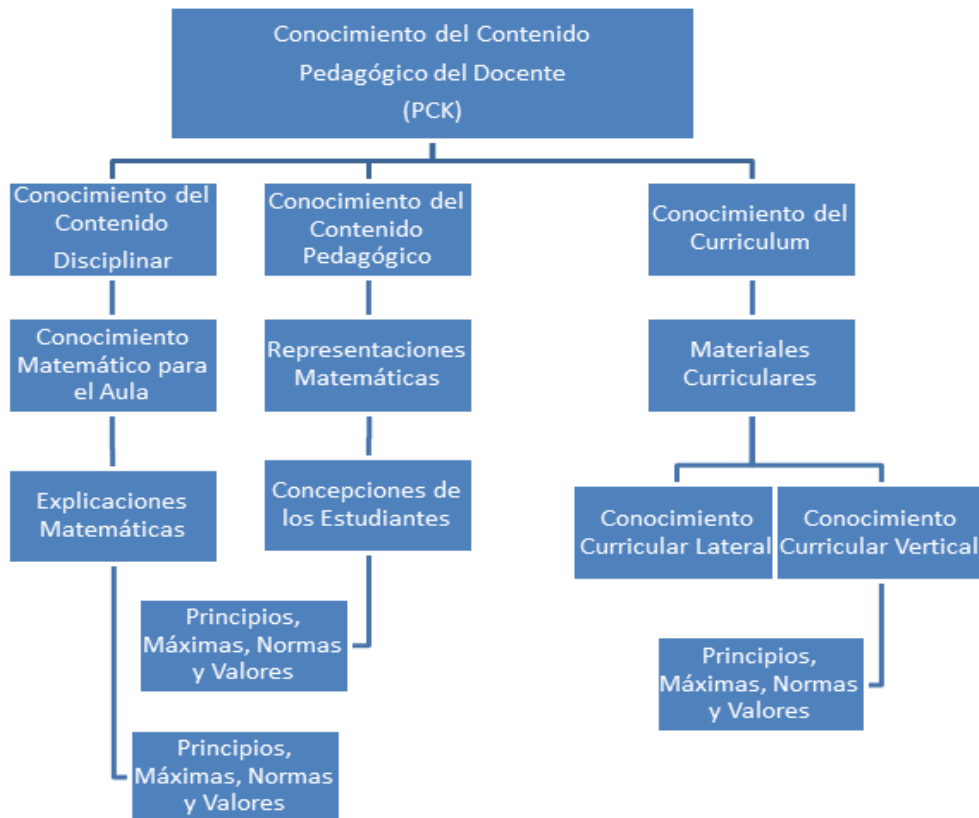 Conocimiento del Contenido
Pedagógico del Docente
(PCK)
Conocimiento del
Contenido
Disciplinar
Conocimiento del
Contenido
Pedagógico
Conocimiento del
Curriculum
Conocimiento
Matemático para
el Aula
Representaciones
Matemáticas
Materiales
Curriculares
Explicaciones
Matemáticas
Concepciones de
los Estudiantes
Conocimiento
Curricular Lateral
Conocimiento
Curricular Vertical
Principios,
Máximas, Normas
y Valores
Principios,
Máximas, Normas
y Valores
Principios,
Máximas, Normas
y Valores